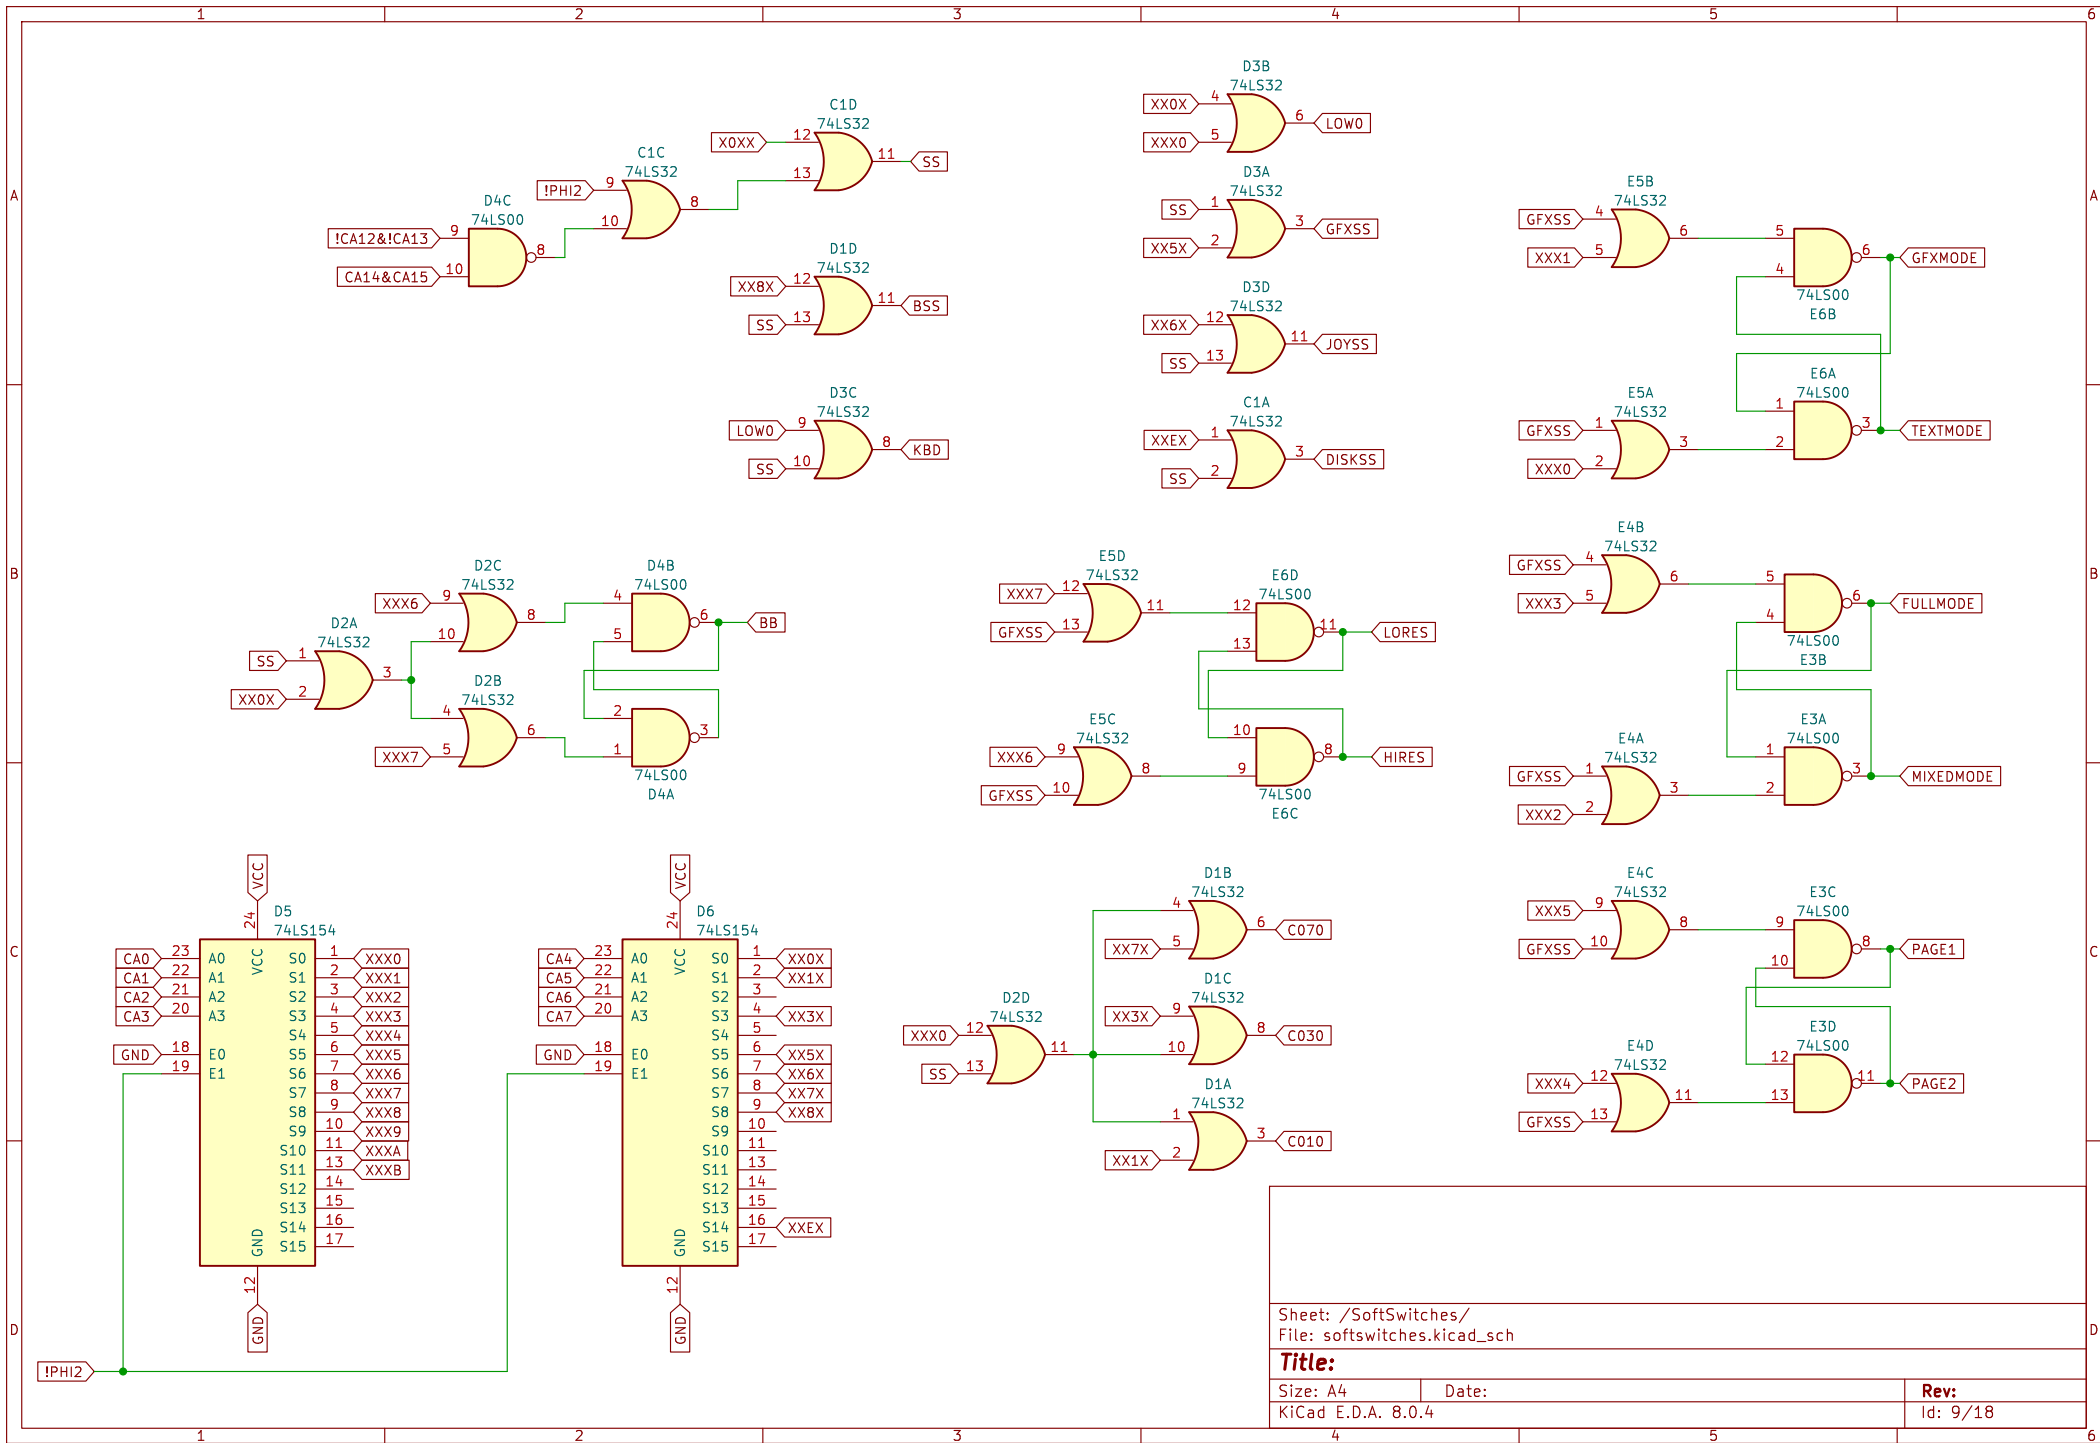 1 2 3 4 5 6
A
B
C
D
A
B
C
D
1 2 3 4 5 6
D4C
74LS00
!CA12&!CA13 9
CA14&CA15 10
8
C1C
74LS32
!PHI2 9
10
8
C1D
74LS32
X0XX 12
13
11 SS
D1D
74LS32
XX8X 12
SS 13
11 BSS
D3C
74LS32
LOW0 9
SS 10
8 KBD
D3B
74LS32
XX0X 4
XXX0 5
6 LOW0
D3A
74LS32
SS 1
XX5X 2
3 GFXSS
D3D
74LS32
XX6X 12
SS 13
11 JOYSS
C1A
74LS32
XXEX 1
SS 2
3 DISKSS
E5B
74LS32
GFXSS 4
XXX1 5
6
5
4
6 GFXMODE
74LS00
E6B
E5A
74LS32
GFXSS 1
XXX0 2
3
E6A
74LS00
1
2
3 TEXTMODE
D2A
74LS32
SS 1
XX0X 2
3
D2C
74LS32
XXX6 9
10
8
D2B
74LS32
4
XXX7 5
6
D4B
74LS00
4
5
6 BB
2
1
3
74LS00
D4A
E5D
74LS32
XXX7 12
GFXSS 13
11
E6D
74LS00
12
13
11 LORES
E5C
74LS32
XXX6 9
GFXSS 10
8
10
9
8 HIRES
74LS00
E6C
E4B
74LS32
GFXSS 4
XXX3 5
6
5
4
6 FULLMODE
74LS00
E3B
E4A
74LS32
GFXSS 1
XXX2 2
3
E3A
74LS00
1
2
3 MIXEDMODE
VCC
24
D5
74LS154
VCC
CA0 23 A0 S0 1 XXX0
CA1 22 A1 S1 2 XXX1
CA2 21 A2 S2 3 XXX2
CA3 20 A3 S3 4 XXX3
S4 5 XXX4
GND 18 E0 S5 6 XXX5
19 E1 S6 7 XXX6
S7 8 XXX7
S8 9 XXX8
S9 10 XXX9
S10 11 XXXA
S11 13 XXXB
S12 14
S13 15
S14 16
S15 17
GND
12
GND
!PHI2
VCC
24
D6
74LS154
VCC
CA4 23 A0 S0 1 XX0X
CA5 22 A1 S1 2 XX1X
CA6 21 A2 S2 3
CA7 20 A3 S3 4 XX3X
S4 5
GND 18 E0 S5 6 XX5X
19 E1 S6 7 XX6X
S7 8 XX7X
S8 9 XX8X
S9 10
S10 11
S11 13
S12 14
S13 15
S14 16 XXEX
S15 17
GND
12
GND
D2D
74LS32
XXX0 12
SS 13
11
D1B
74LS32
4
XX7X 5
6 C070
D1C
74LS32
XX3X 9
10
8 C030
D1A
74LS32
1
XX1X 2
3 C010
E4C
74LS32
XXX5 9
GFXSS 10
8
E3C
74LS00
9
10
8 PAGE1
E4D
74LS32
XXX4 12
GFXSS 13
11
E3D
74LS00
12
13
11 PAGE2
Sheet: /SoftSwitches/
File: softswitches.kicad_sch
Title:
Size: A4 Date: Rev:
KiCad E.D.A. 8.0.4 Id: 9/18